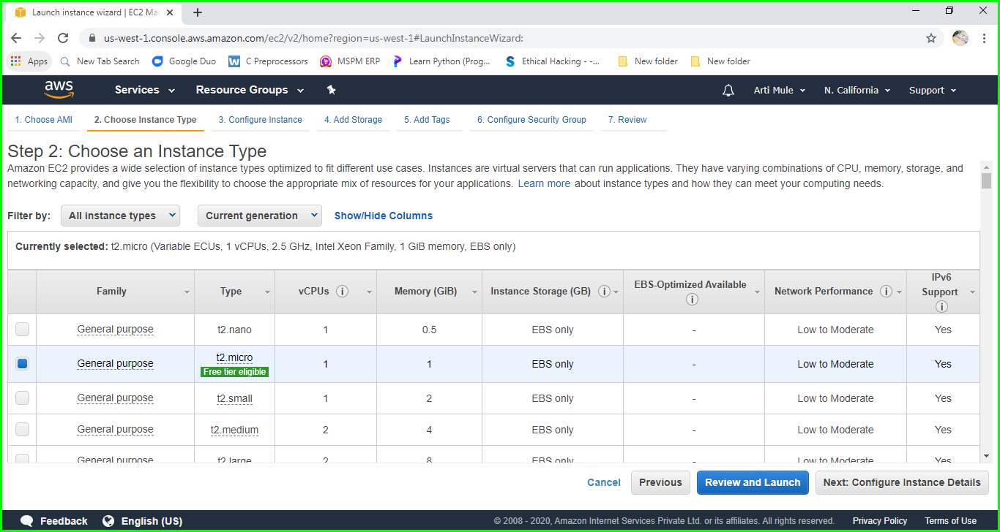 Launch instance wizard | EC2 Mar
us-west-1.console.aws.amazon.com/ec2/v2/home?region=us-west-1#LaunchInstanceWizard:
Apps New Tab Search Google Duo C Preprocessors MSPM ERP Learn Python (Prog... Ethical Hacking - -... New folder New folder
aws Services Resource Groups Arti Mule N. California Support
1. Choose AMI 2. Choose Instance Type 3. Configure Instance 4. Add Storage 5. Add Tags 6. Configure Security Group 7. Review
Step 2: Choose an Instance Type
Amazon EC2 provides a wide selection of instance types optimized to fit different use cases. Instances are virtual servers that can run applications. They have varying combinations of CPU, memory, storage, and
networking capacity, and give you the flexibility to choose the appropriate mix of resources for your applications. Learn more about instance types and how they can meet your computing needs.
Filter by: All instance types Current generation Show/Hide Columns
Currently selected: t2.micro (Variable ECUs, 1 vCPUs, 2.5 GHz, Intel Xeon Family, 1 GiB memory, EBS only)
Family Type vCPUs Memory (GiB) Instance Storage (GB) EBS-Optimized Available Network Performance IPv6 Support
General purpose t2.nano 1 0.5 EBS only - Low to Moderate Yes
General purpose t2.micro Free tier eligible 1 1 EBS only - Low to Moderate Yes
General purpose t2.small 1 2 EBS only - Low to Moderate Yes
General purpose t2.medium 2 4 EBS only - Low to Moderate Yes
General purpose t2.large 2 8 EBS only - Low to Moderate Yes
Cancel Previous Review and Launch Next: Configure Instance Details
Feedback English (US) © 2008 - 2020, Amazon Internet Services Private Ltd. or its affiliates. All rights reserved. Privacy Policy Terms of Use